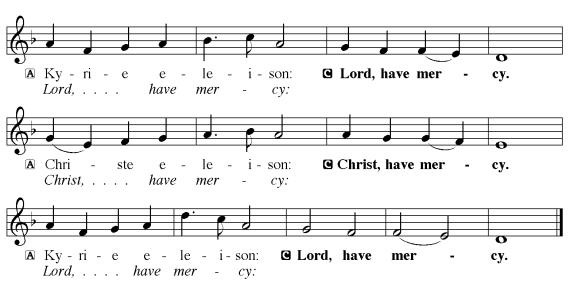 A Ky - ri - e e - le - i - son: C Lord, have mer - cy.
Lord, . . . . have mer - cy:
A Chri - ste e - le - i - son: C Christ, have mer - cy.
Christ, . . . . have mer - cy:
A Ky - ri - e e - le - i - son: C Lord, have mer - cy.
Lord, . . . . have mer - cy: